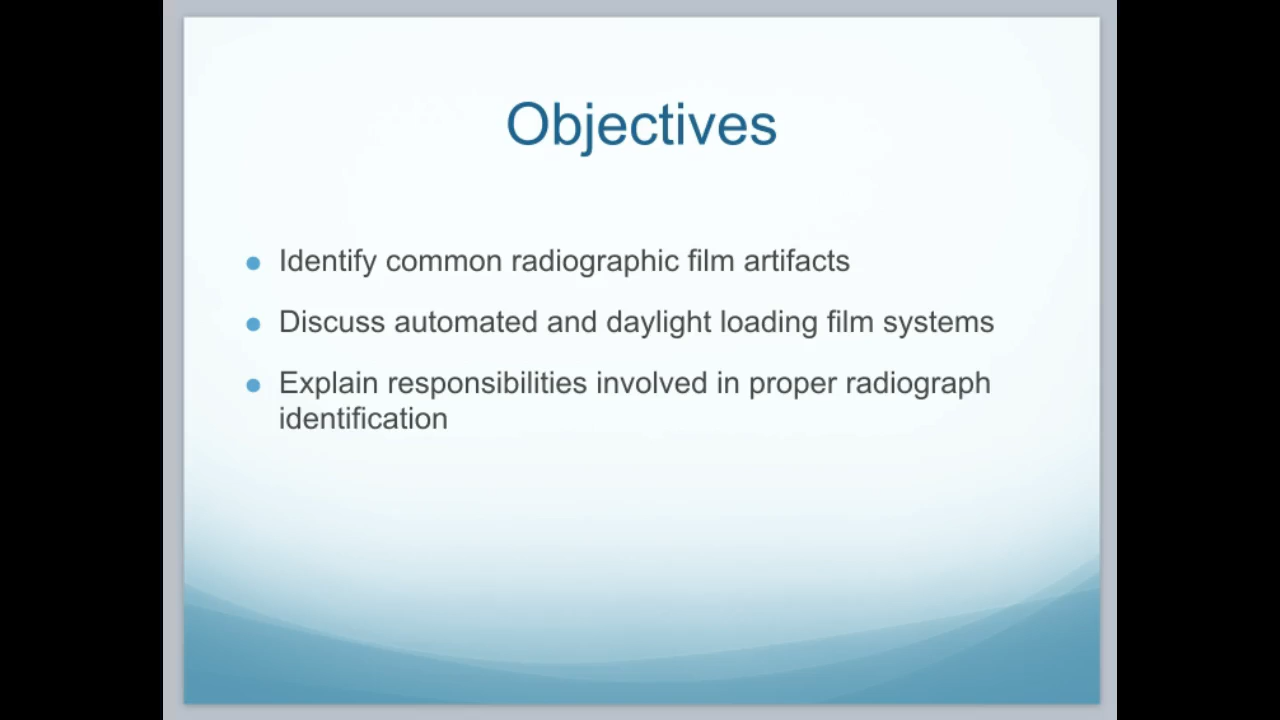 Objectives
Identify common radiographic film artifacts
Discuss automated and daylight loading film systems
Explain responsibilities involved in proper radiograph
identification